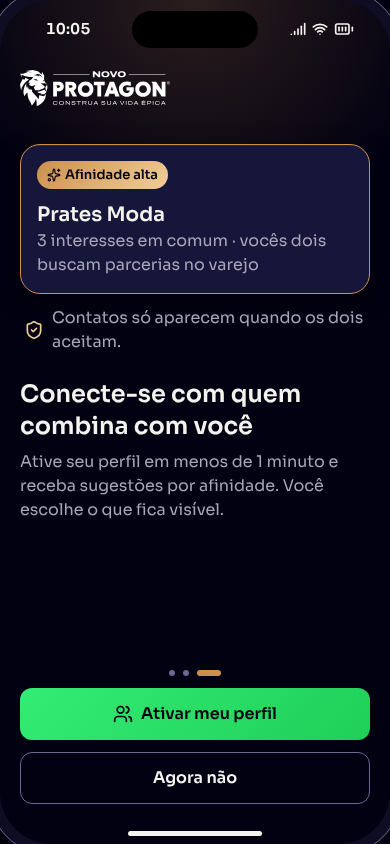 10:05
NOVO
PROTAGON®
CONSTRUA SUA VIDA ÉPICA
Afinidade alta
Prates Moda
3 interesses em comum · vocês dois
buscam parcerias no varejo
Contatos só aparecem quando os dois
aceitam.
Conecte-se com quem
combina com você
Ative seu perfil em menos de 1 minuto e
receba sugestões por afinidade. Você
escolhe o que fica visível.
Ativar meu perfil
Agora não